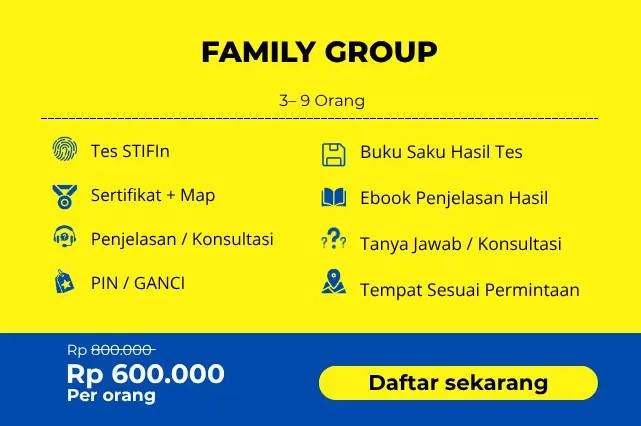 FAMILY GROUP
3– 9 Orang
Tes STIFIn
Sertifikat + Map
Penjelasan / Konsultasi
PIN / GANCI
Buku Saku Hasil Tes
Ebook Penjelasan Hasil
Tanya Jawab / Konsultasi
Tempat Sesuai Permintaan
Rp 800.000
Rp 600.000
Per orang
Daftar sekarang